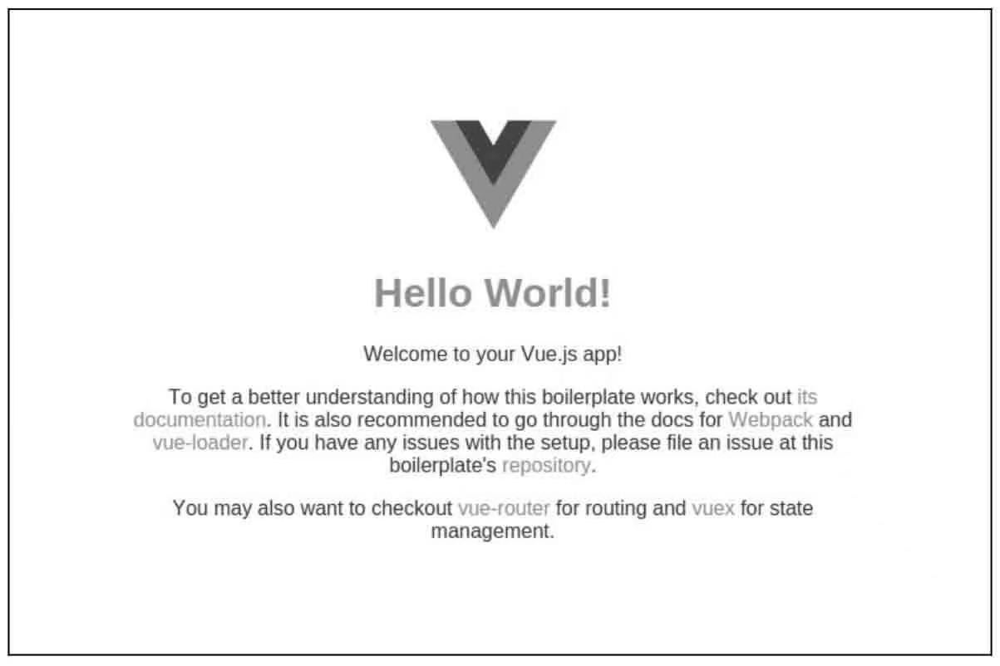 Hello World!
Welcome to your Vue.js app!
To get a better understanding of how this boilerplate works, check out its
documentation. It is also recommended to go through the docs for Webpack and
vue-loader. If you have any issues with the setup, please file an issue at this
boilerplate's repository.
You may also want to checkout vue-router for routing and vuex for state
management.